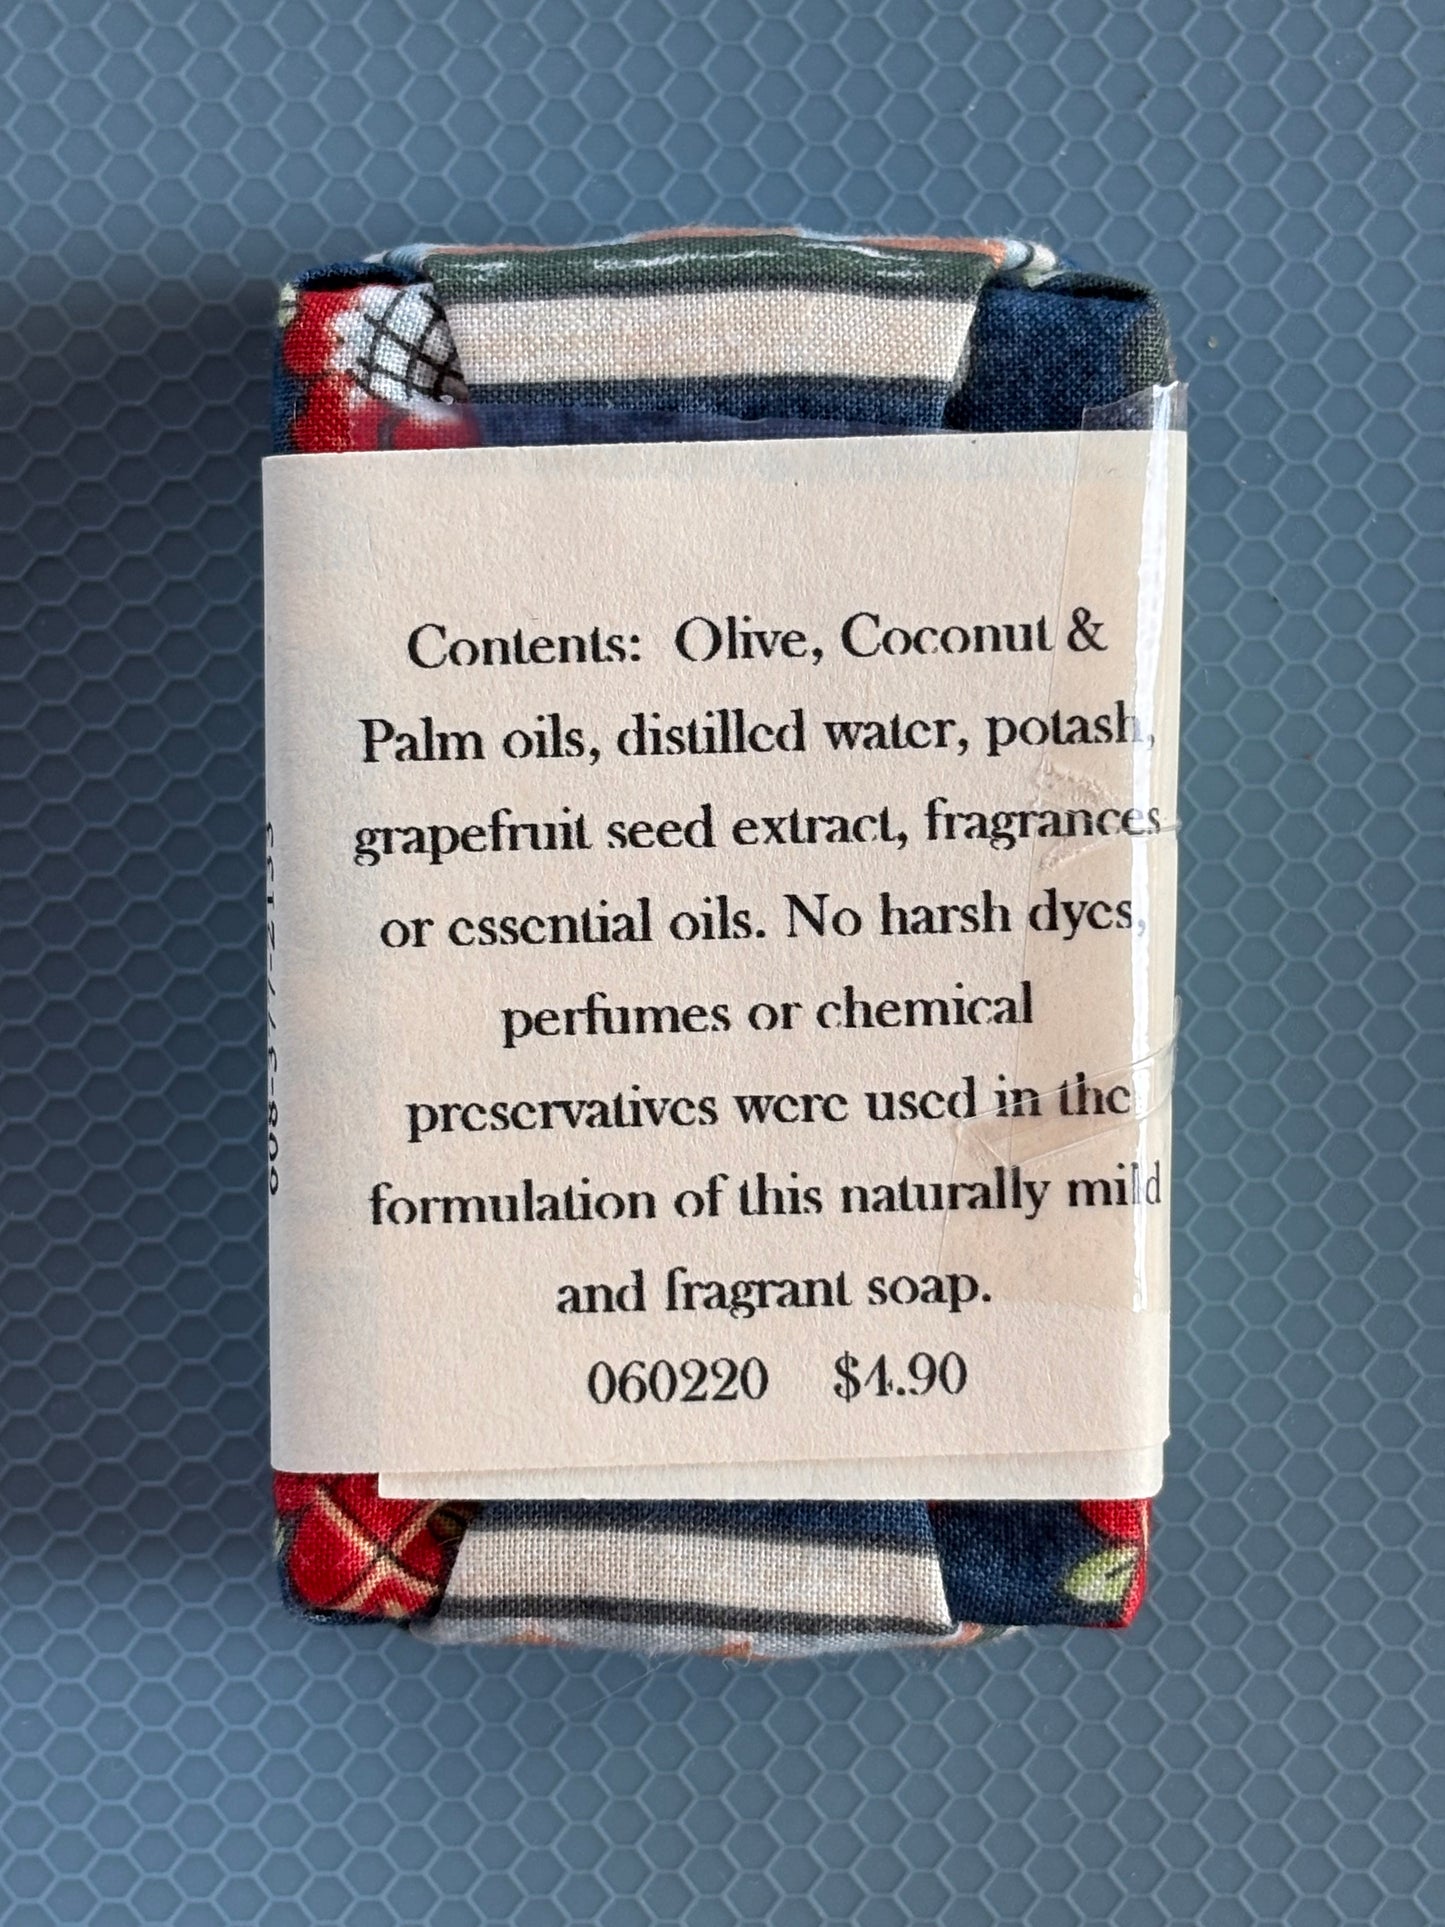 Contents: Olive, Coconut &
Palm oils, distilled water, potash,
grapefruit seed extract, fragrances
or essential oils. No harsh dyes,
perfumes or chemical
preservatives were used in the
formulation of this naturally mild
and fragrant soap.
060220 $4.90